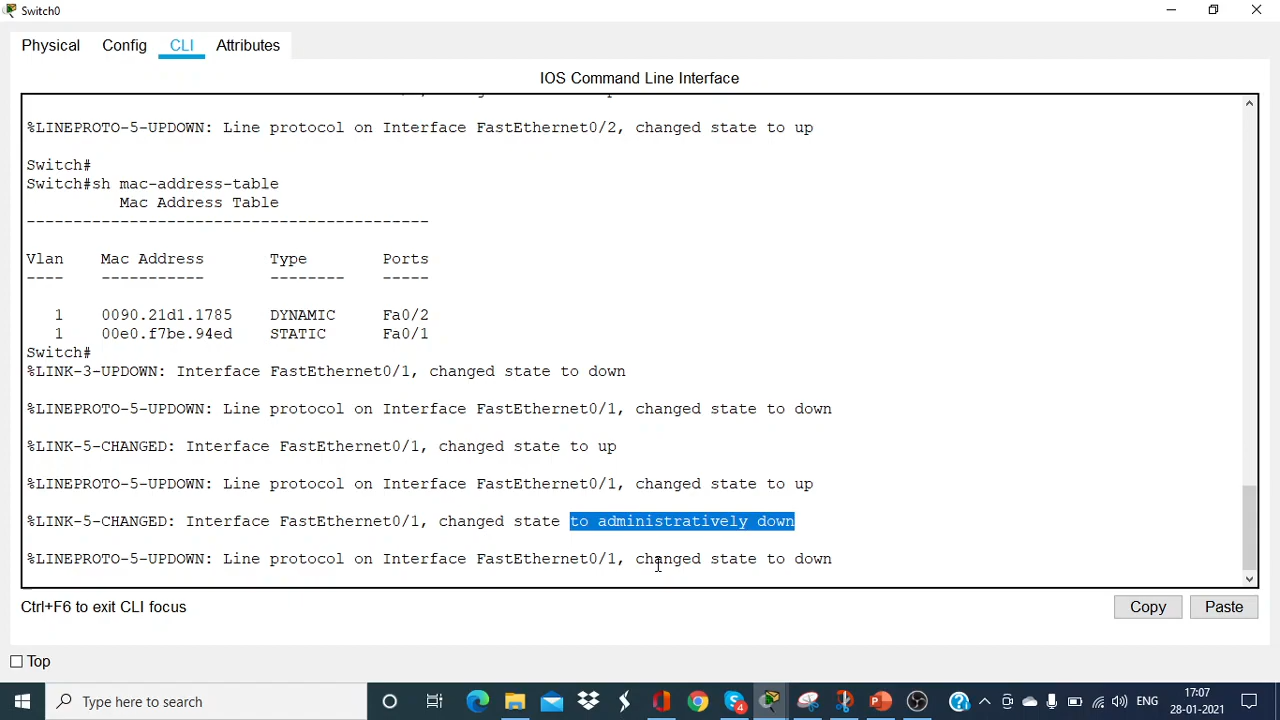 Switch0
Physical Config CLI Attributes
IOS Command Line Interface
%LINEPROTO-5-UPDOWN: Line protocol on Interface FastEthernet0/2, changed state to up
Switch#
Switch#sh mac-address-table
Mac Address Table
-------------------------------------------
Vlan Mac Address Type Ports
---- ----------- -------- -----
1 0090.21d1.1785 DYNAMIC Fa0/2
1 00e0.f7be.94ed STATIC Fa0/1
Switch#
%LINK-3-UPDOWN: Interface FastEthernet0/1, changed state to down
%LINEPROTO-5-UPDOWN: Line protocol on Interface FastEthernet0/1, changed state to down
%LINK-5-CHANGED: Interface FastEthernet0/1, changed state to up
%LINEPROTO-5-UPDOWN: Line protocol on Interface FastEthernet0/1, changed state to up
%LINK-5-CHANGED: Interface FastEthernet0/1, changed state to administratively down
%LINEPROTO-5-UPDOWN: Line protocol on Interface FastEthernet0/1, changed state to down
Ctrl+F6 to exit CLI focus
Copy Paste
Top
Type here to search
4
ENG
17:07
28-01-2021